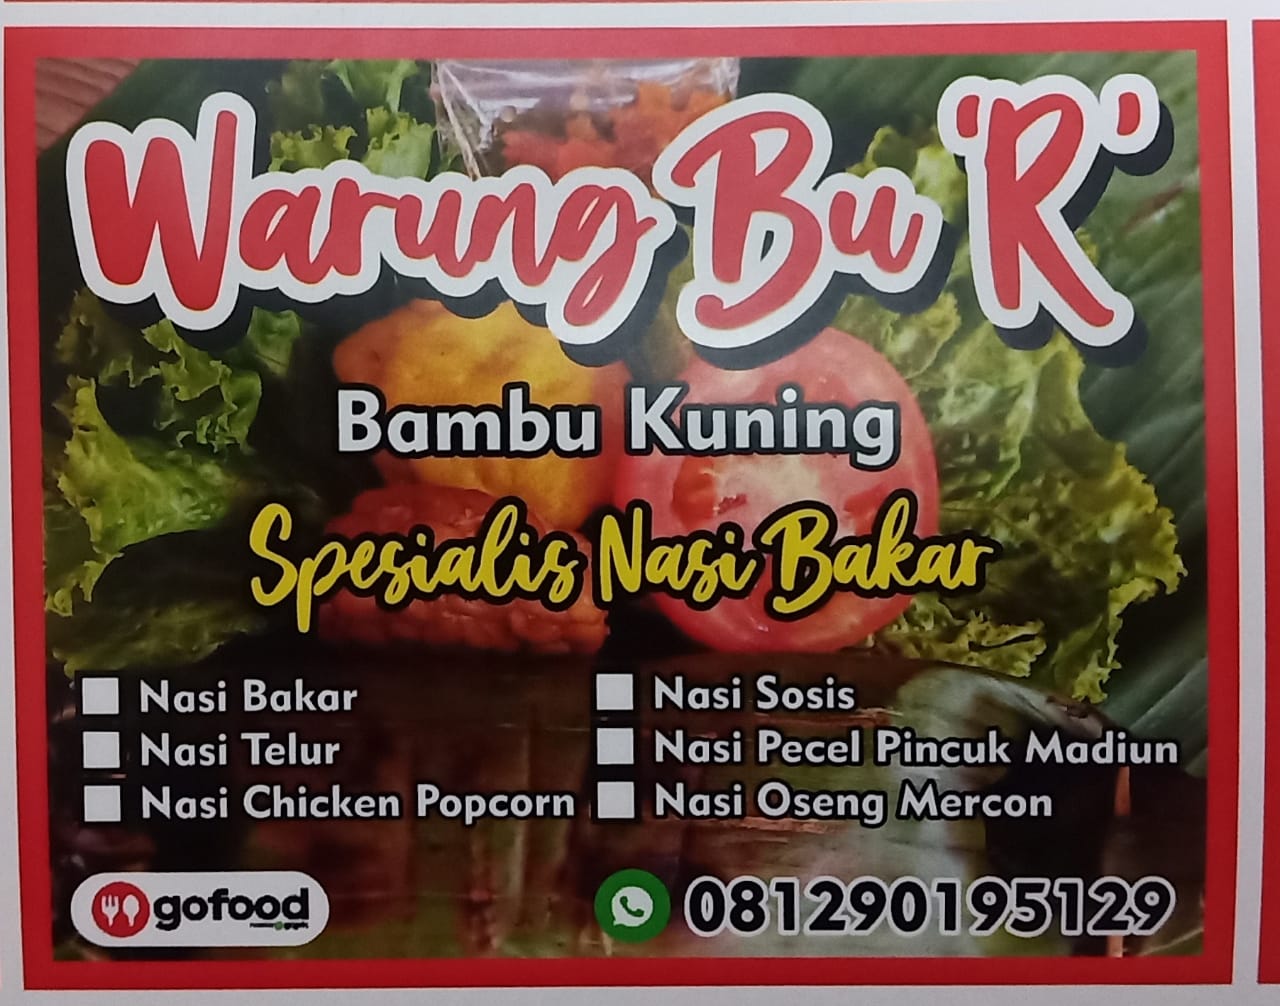 Warung Bu 'R'
Bambu Kuning
Spesialis Nasi Bakar
Nasi Bakar
Nasi Telur
Nasi Chicken Popcorn
Nasi Sosis
Nasi Pecel Pincuk Madiun
Nasi Oseng Mercon
gofood
081290195129